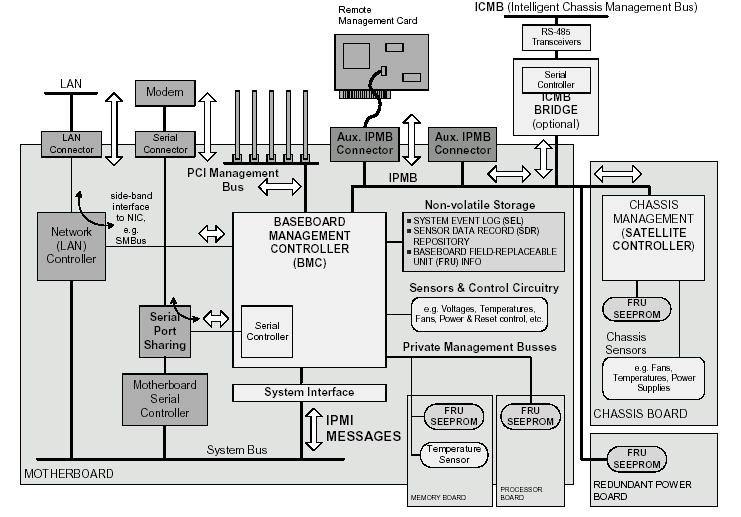 Remote
Management Card
ICMB (Intelligent Chassis Management Bus)
RS-485
Transceivers
Serial
Controller
ICMB
BRIDGE
(optional)
LAN
Modem
LAN
Connector
Serial
Connector
PCI Management
Bus
Aux. IPMB
Connector
Aux. IPMB
Connector
IPMB
side-band
interface
to NIC,
e.g.
SMBus
Network
(LAN)
Controller
BASEBOARD
MANAGEMENT
CONTROLLER
(BMC)
Non-volatile Storage
■ SYSTEM EVENT LOG (SEL)
■ SENSOR DATA RECORD (SDR)
REPOSITORY
■ BASEBOARD FIELD-REPLACEABLE
UNIT (FRU) INFO
CHASSIS
MANAGEMENT
(SATELLITE
CONTROLLER)
Sensors & Control Circuitry
e.g. Voltages, Temperatures,
Fans, Power & Reset control, etc.
FRU
SEEPROM
Serial
Port
Sharing
Serial
Controller
Private Management Busses
Chassis
Sensors
e.g. Fans,
Temperatures, Power
Supplies
CHASSIS BOARD
Motherboard
Serial
Controller
System Interface
IPMI
MESSAGES
FRU
SEEPROM
Temperature
Sensor
MEMORY BOARD
FRU
SEEPROM
PROCESSOR
BOARD
System Bus
MOTHERBOARD
FRU
SEEPROM
REDUNDANT POWER
BOARD